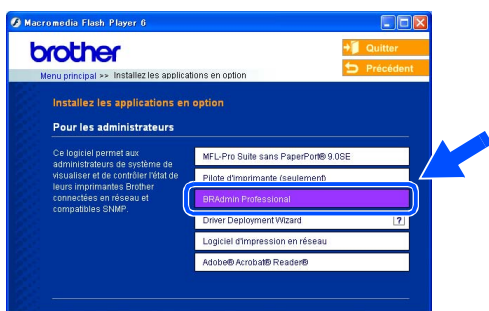 Macromedia Flash Player 6
brother
Quitter
Précédent
Menu principal >> Installez les applications en option
Installez les applications en option
Pour les administrateurs
Ce logiciel permet aux
administrateurs de système de
visualiser et de contrôler l'état de
leurs imprimantes Brother
connectées en réseau et
compatibles SNMP.
MFL-Pro Suite sans PaperPort® 9.0SE
Pilote d'imprimante (seulement)
BRAdmin Professional
Driver Deployment Wizard
?
Logiciel d'impression en réseau
Adobe® Acrobat® Reader®